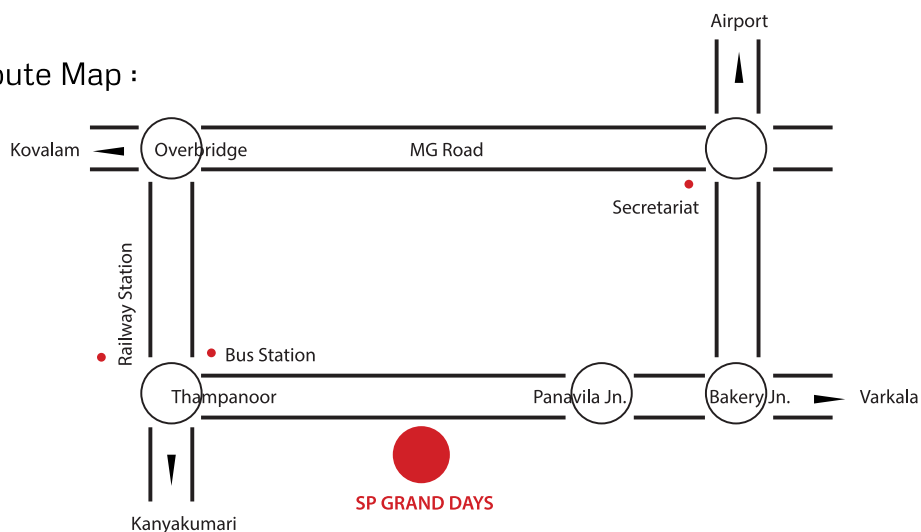 Airport
oute Map :
Kovalam
Overbridge
MG Road
Secretariat
Railway Station
Bus Station
Thampanoor
Panavila Jn.
Bakery Jn.
Varkala
SP GRAND DAYS
Kanyakumari